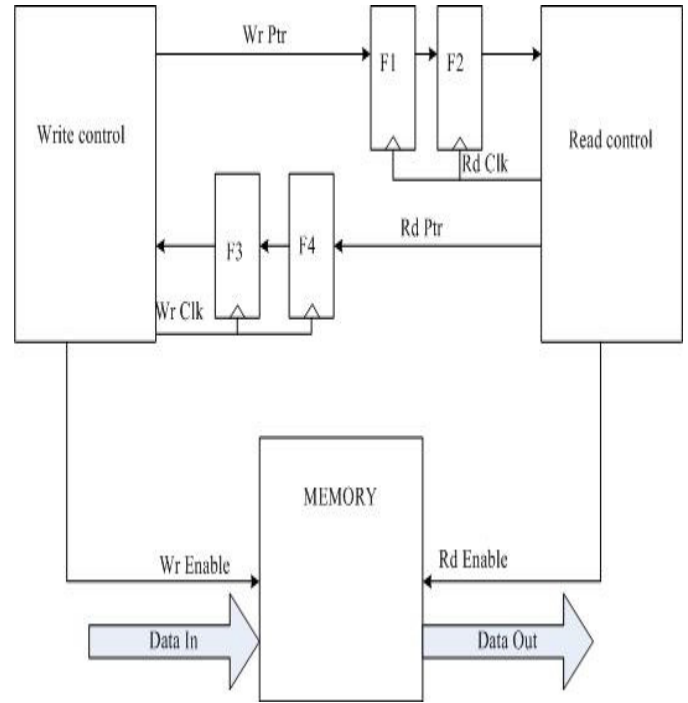 Wr Ptr
F1
F2
Write control
Read control
Rd Clk
F3
F4
Rd Ptr
Wr Clk
MEMORY
Wr Enable
Rd Enable
Data In
Data Out